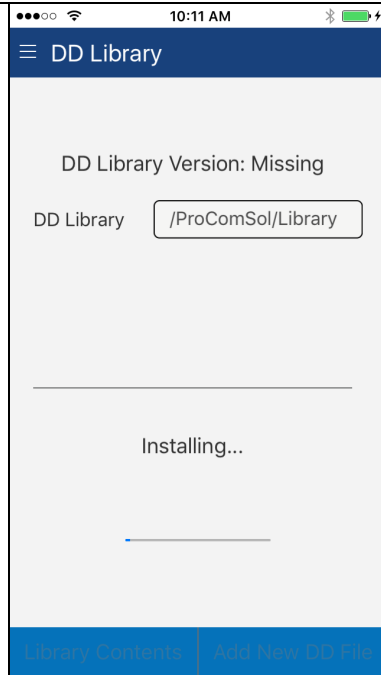 10:11 AM
DD Library
DD Library Version: Missing
DD Library /ProComSol/Library
Installing...
Library Contents Add New DD File